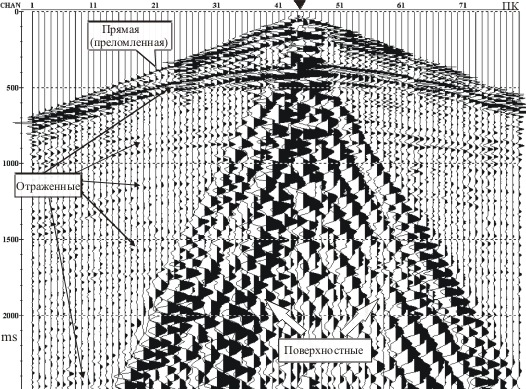 CHAN 1 11 21 31 41 51 61 71 ПК
0
Прямая
(преломленная)
500
1000
Отраженные
1500
2000
Поверхностные
ms